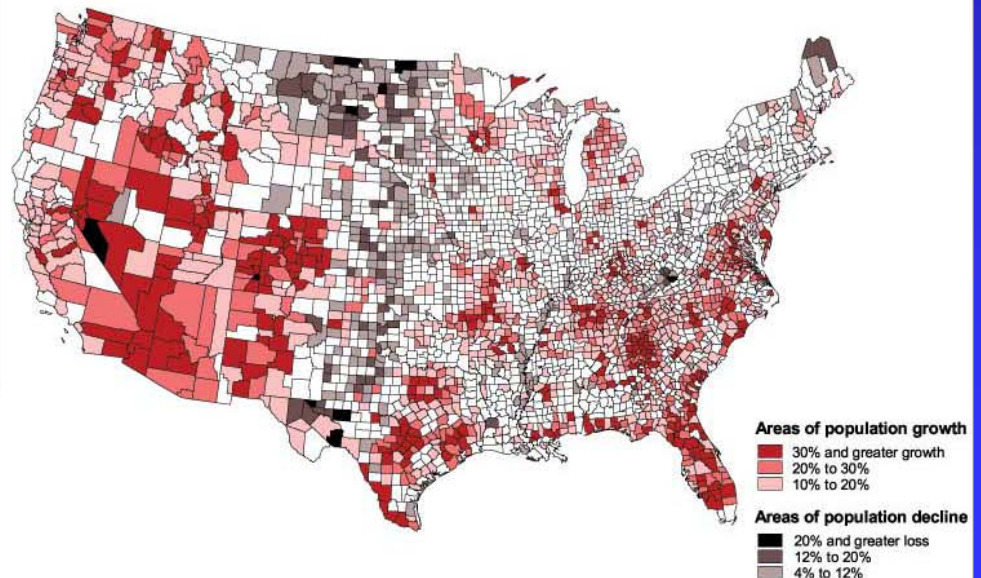 Areas of population growth
30% and greater growth
20% to 30%
10% to 20%
Areas of population decline
20% and greater loss
12% to 20%
4% to 12%